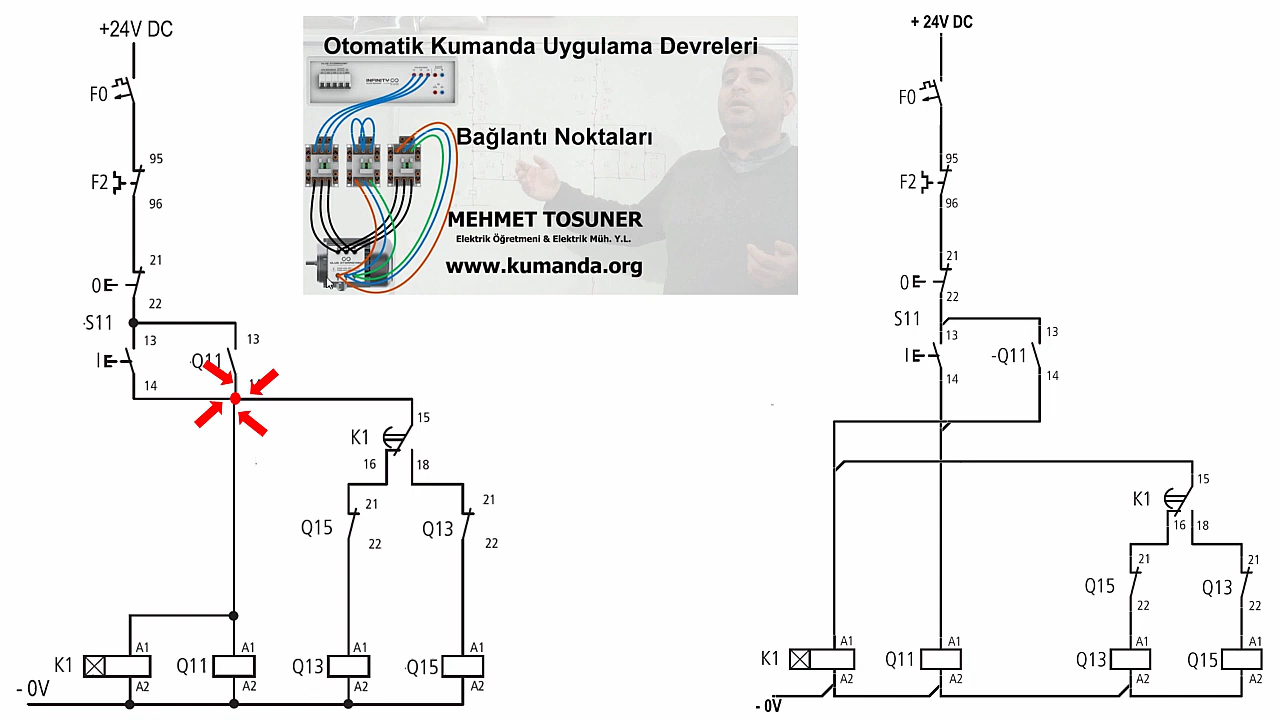 +24V DC
F0
95
F2
96
21
0
22
S11
13
13
I
Q11
14
15
K1
16
18
21
21
Q15
Q13
22
22
A1
A1
A1
A1
K1
Q11
Q13
Q15
A2
A2
A2
A2
- 0V
Otomatik Kumanda Uygulama Devreleri
INFINITY
Bağlantı Noktaları
MEHMET TOSUNER
Elektrik Öğretmeni & Elektrik Müh. Y.L.
www.kumanda.org
+ 24V DC
F0
95
F2
96
21
0
22
S11
13
13
I
-Q11
14
14
15
K1
16
18
21
21
Q15
Q13
22
22
A1
A1
A1
A1
K1
Q11
Q13
Q15
A2
A2
A2
A2
- 0V